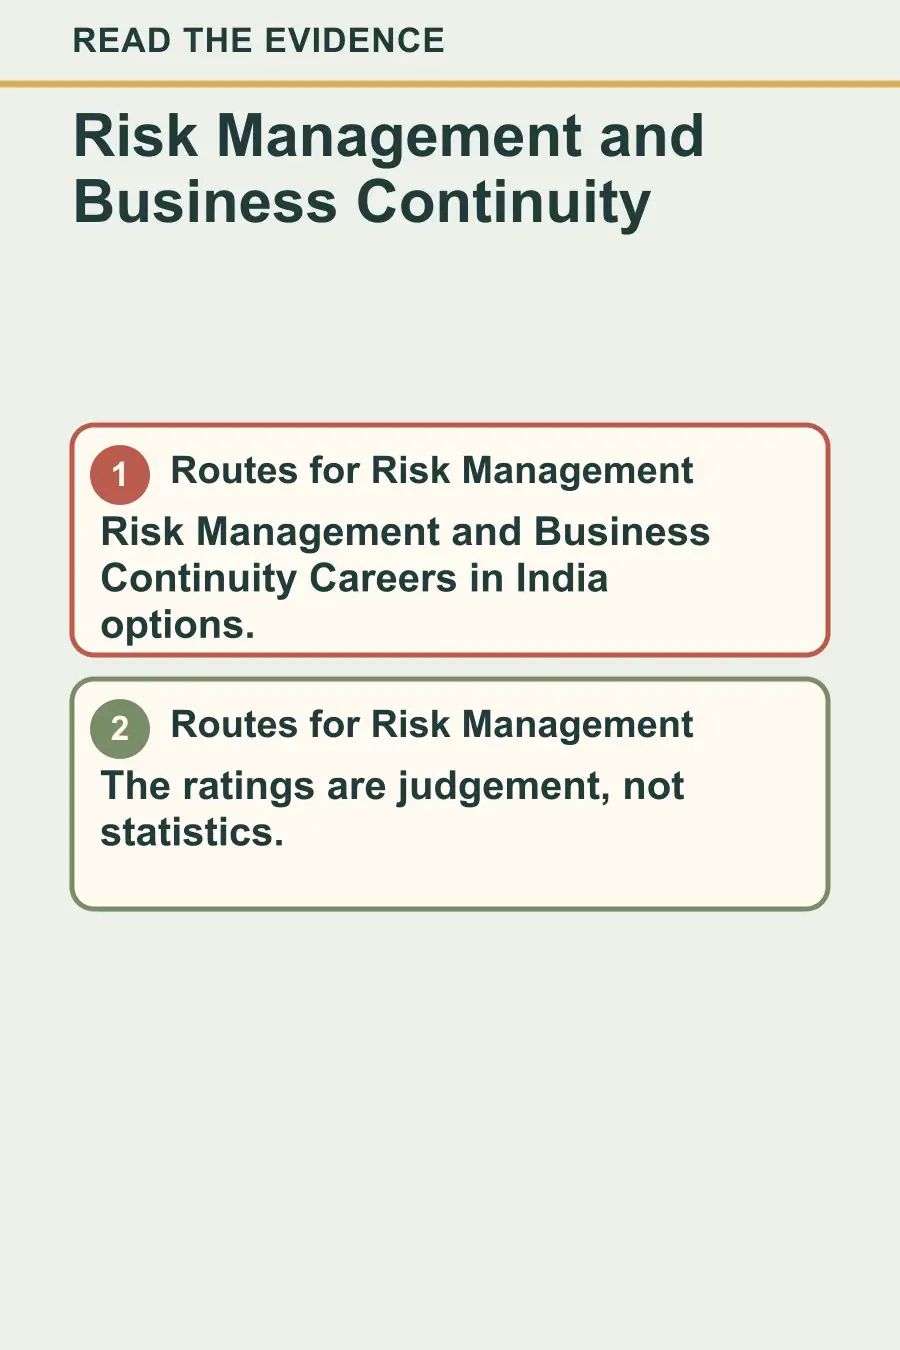 READ THE EVIDENCE
Risk Management and
Business Continuity
1 Routes for Risk Management
Risk Management and Business
Continuity Careers in India
options.
2 Routes for Risk Management
The ratings are judgement, not
statistics.